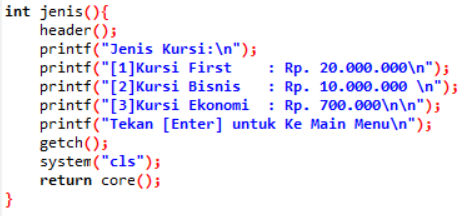 int jenis(){
    header();
    printf("Jenis Kursi:\n");
    printf("[1]Kursi First    : Rp. 20.000.000\n");
    printf("[2]Kursi Bisnis   : Rp. 10.000.000 \n");
    printf("[3]Kursi Ekonomi  : Rp. 700.000\n\n");
    printf("Tekan [Enter] untuk Ke Main Menu\n");
    getch();
    system("cls");
    return core();
}